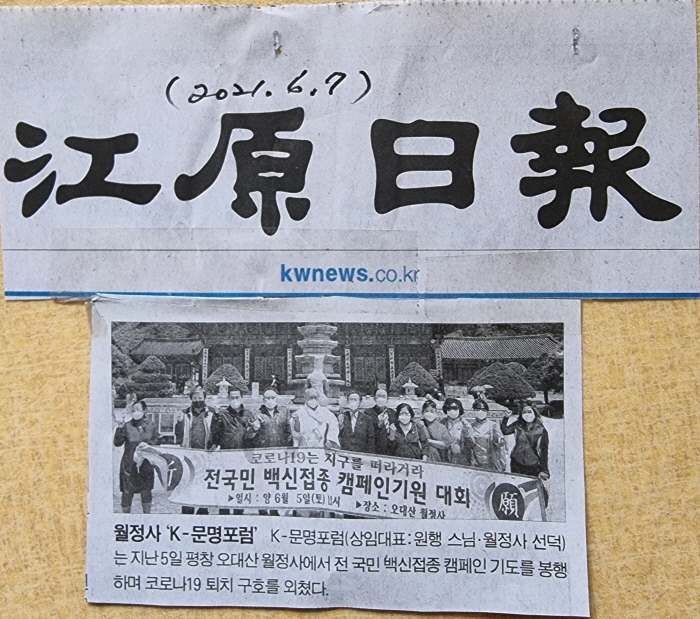 (2021. 6. 7)
江原日報
kwnews.co.kr
코로나19는 지구를 떠라거라
전국민 백신접종 캠페인기원 대회
▶일시 : 양 6월 5일(토) 11시
▶장소 : 오대산 월정사
願
월정사 ‘K-문명포럼’ K-문명포럼(상임대표:원행 스님·월정사 선덕)
는 지난 5일 평창 오대산 월정사에서 전 국민 백신접종 캠페인 기도를 봉행
하며 코로나19 퇴치 구호를 외쳤다.